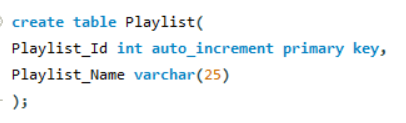 create table Playlist(
Playlist_Id int auto_increment primary key,
Playlist_Name varchar(25)
);